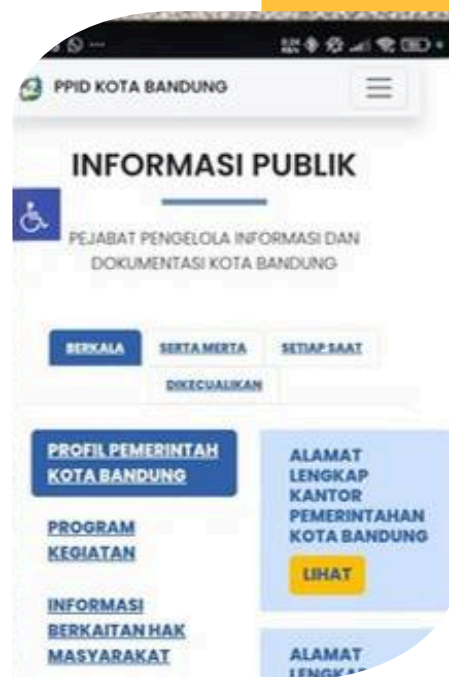 PPID KOTA BANDUNG
INFORMASI PUBLIK
PEJABAT PENGELOLA INFORMASI DAN
DOKUMENTASI KOTA BANDUNG
BERKALA
SERTA MERTA
SETIAP SAAT
DIKECUALIKAN
PROFIL PEMERINTAH
KOTA BANDUNG
PROGRAM
KEGIATAN
INFORMASI
BERKAITAN HAK
MASYARAKAT
ALAMAT
LENGKAP
KANTOR
PEMERINTAHAN
KOTA BANDUNG
LIHAT
ALAMAT